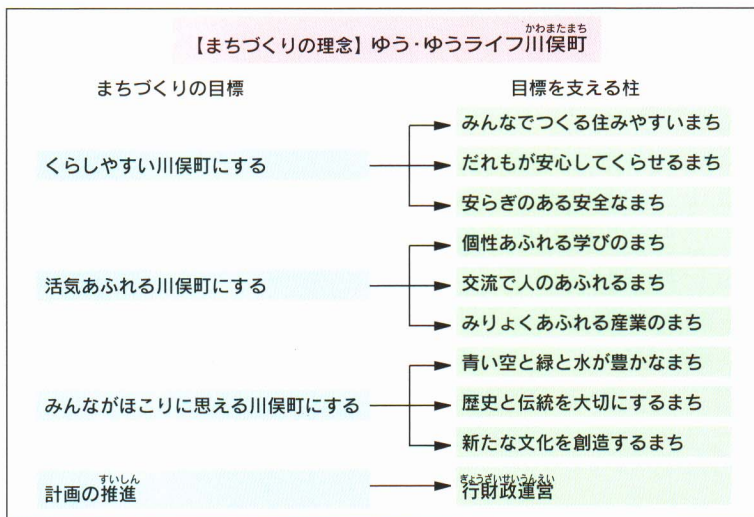 【まちづくりの理念】ゆう・ゆうライフ川俣町
かわまたまち
まちづくりの目標
目標を支える柱
くらしやすい川俣町にする
みんなでつくる住みやすいまち
だれもが安心してくらせるまち
安らぎのある安全なまち
活気あふれる川俣町にする
個性あふれる学びのまち
交流で人のあふれるまち
みりょくあふれる産業のまち
みんながほこりに思える川俣町にする
青い空と緑と水が豊かなまち
歴史と伝統を大切にするまち
新たな文化を創造するまち
計画の推進
すいしん
行財政運営
ぎょうざいせいうんえい